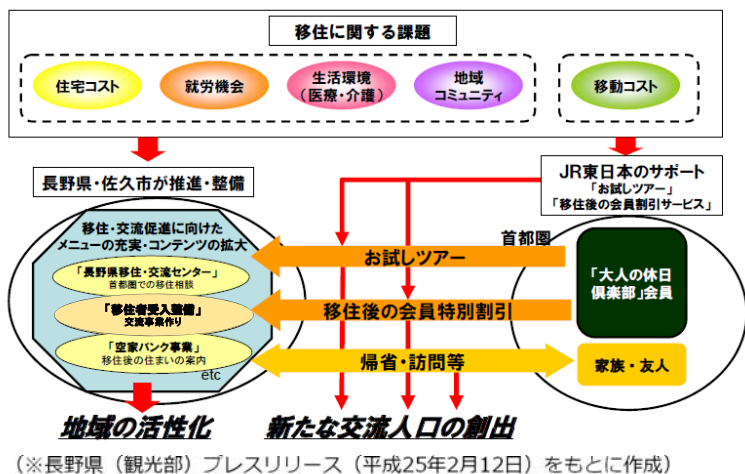 移住に関する課題
住宅コスト
就労機会
生活環境
（医療・介護）
地域
コミュニティ
移動コスト
長野県・佐久市が推進・整備
JR東日本のサポート
「お試しツアー」
「移住後の会員割引サービス」
移住・交流促進に向けた
メニューの充実・コンテンツの拡大
「長野県移住・交流センター」
首都圏での移住相談
「移住者受入整備」
交流事業作り
「空家バンク事業」
移住後の住まいの案内
etc
首都圏
お試しツアー
移住後の会員特別割引
帰省・訪問等
「大人の休日
倶楽部」会員
家族・友人
地域の活性化
新たな交流人口の創出
（※長野県（観光部）プレスリリース（平成25年2月12日）をもとに作成）